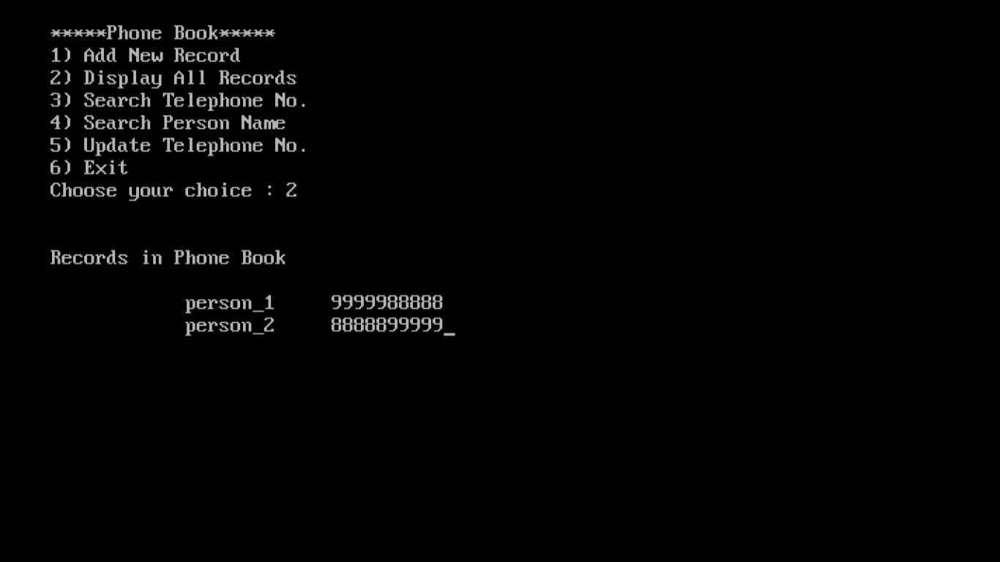 *****Phone Book*****
1) Add New Record
2) Display All Records
3) Search Telephone No.
4) Search Person Name
5) Update Telephone No.
6) Exit
Choose your choice : 2
Records in Phone Book
person_1 9999988888
person_2 8888899999_